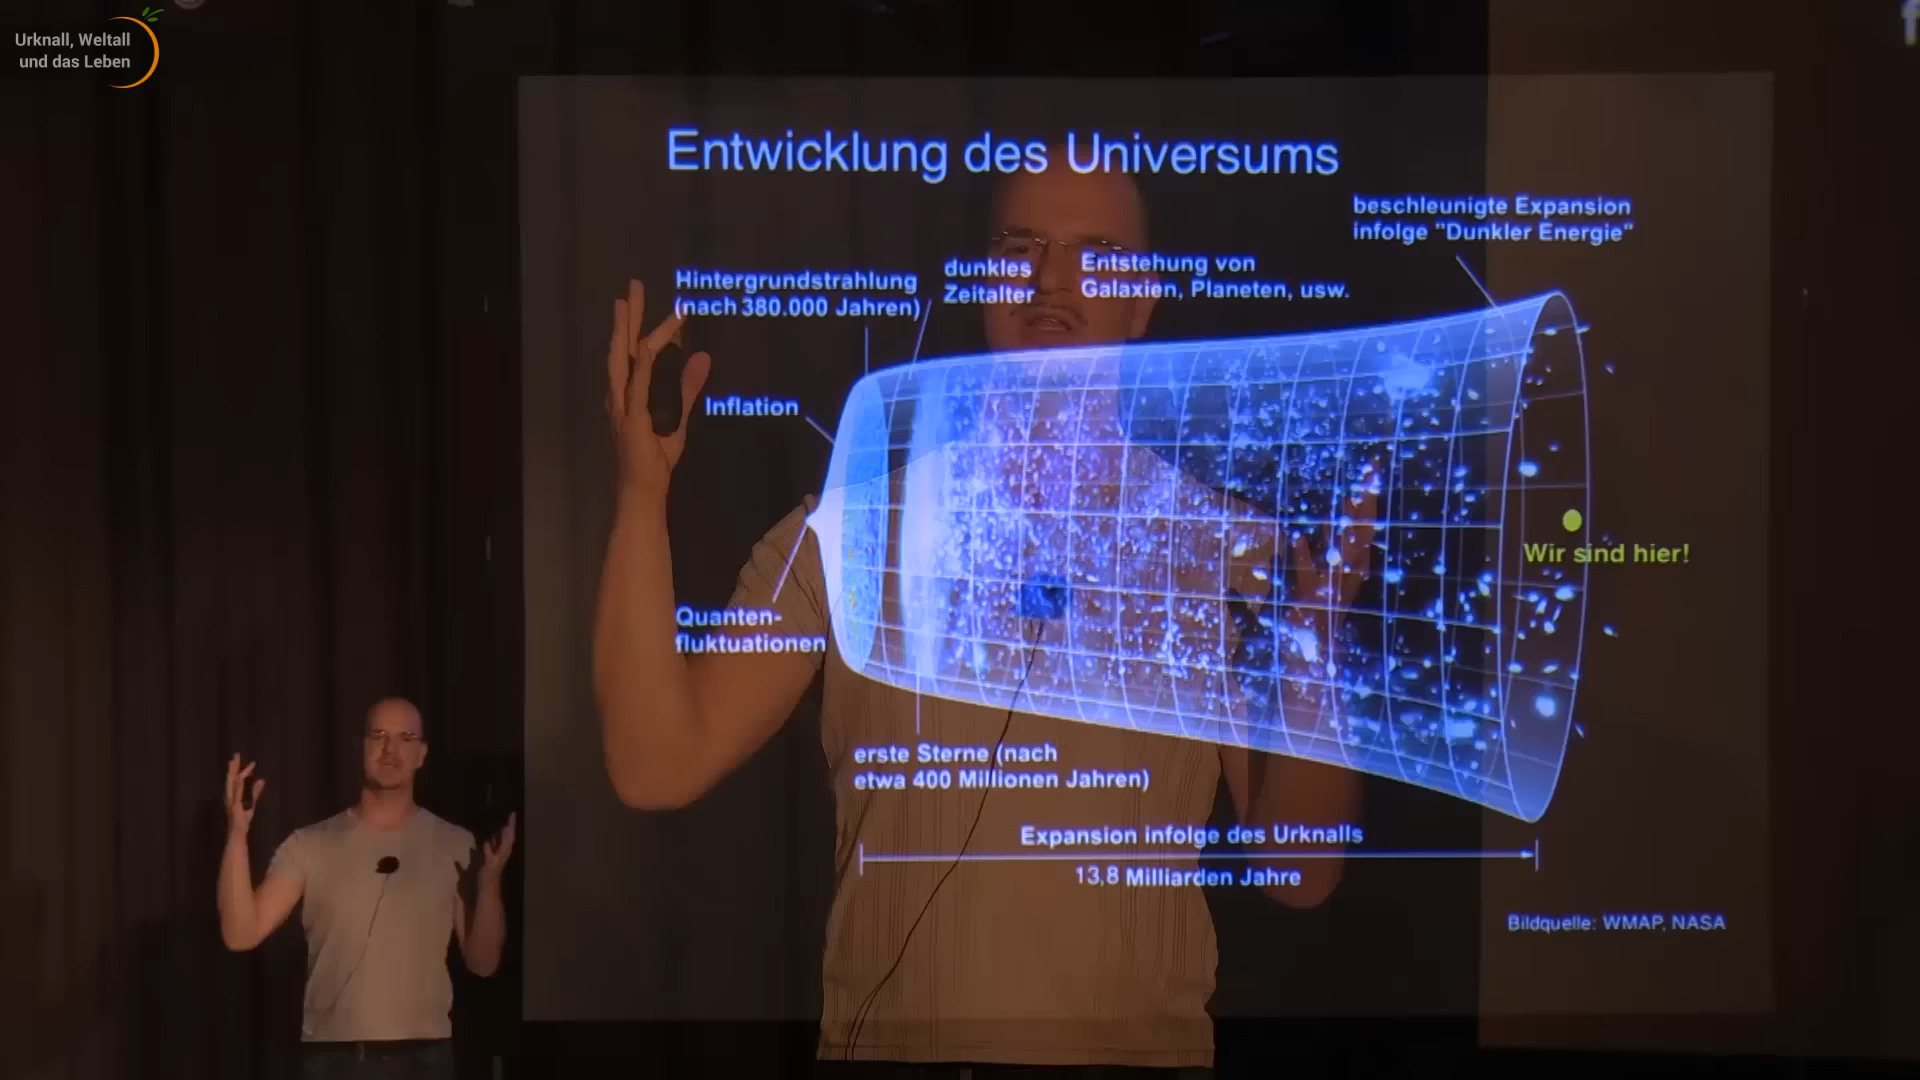 Urknall, Weltall
und das Leben
Entwicklung des Universums
beschleunigte Expansion
infolge "Dunkler Energie"
Hintergrundstrahlung
(nach 380.000 Jahren)
dunkles
Zeitalter
Entstehung von
Galaxien, Planeten, usw.
Inflation
Wir sind hier!
Quanten-
fluktuationen
erste Sterne (nach
etwa 400 Millionen Jahren)
Expansion infolge des Urknalls
13,8 Milliarden Jahre
Bildquelle: WMAP, NASA